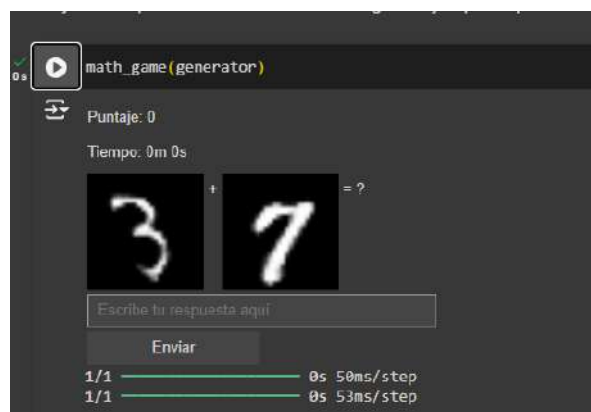 0s
math_game(generator)
Puntaje: 0
Tiempo: 0m 0s
3 + 7 = ?
Escribe tu respuesta aquí
Enviar
1/1 0s 50ms/step
1/1 0s 53ms/step